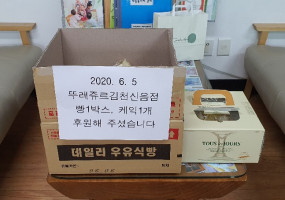 2020. 6. 5
뚜레쥬르김천신음점
빵1박스, 케익1개
후원해 주셨습니다
데일리 우유식빵
TOUS les JOURS